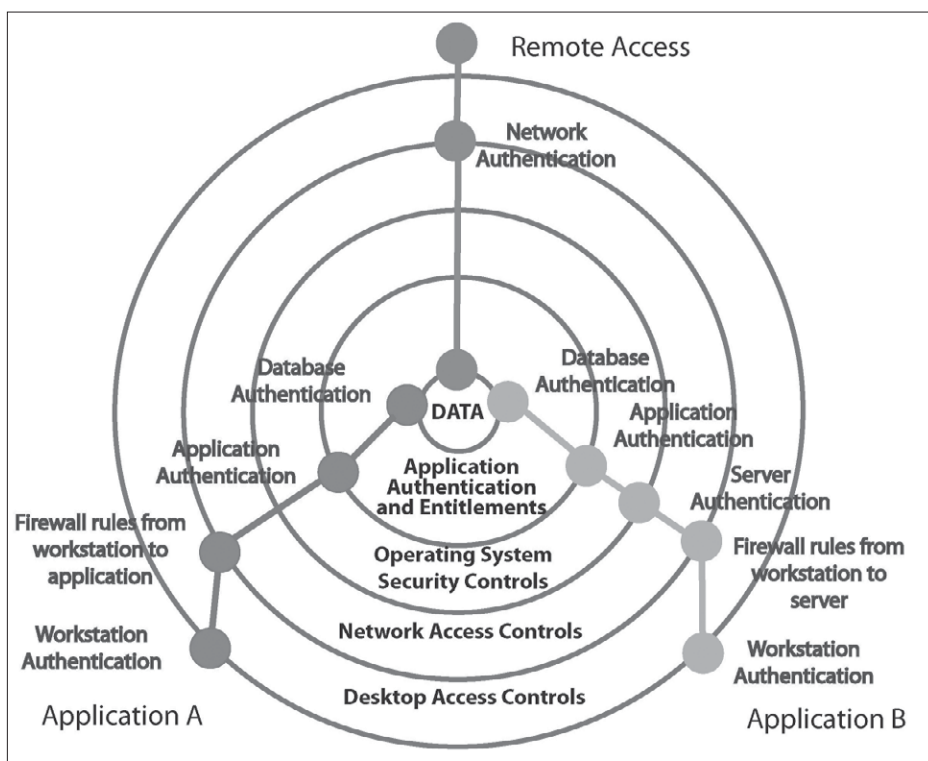 Remote Access
Network
Authentication
Database
Authentication
Database
Authentication
DATA
Application
Authentication
Application
Authentication
Application
Authentication
and Entitlements
Server
Authentication
Firewall rules from
workstation to
application
Firewall rules from
workstation to
server
Operating System
Security Controls
Network Access Controls
Workstation
Authentication
Workstation
Authentication
Desktop Access Controls
Application A
Application B